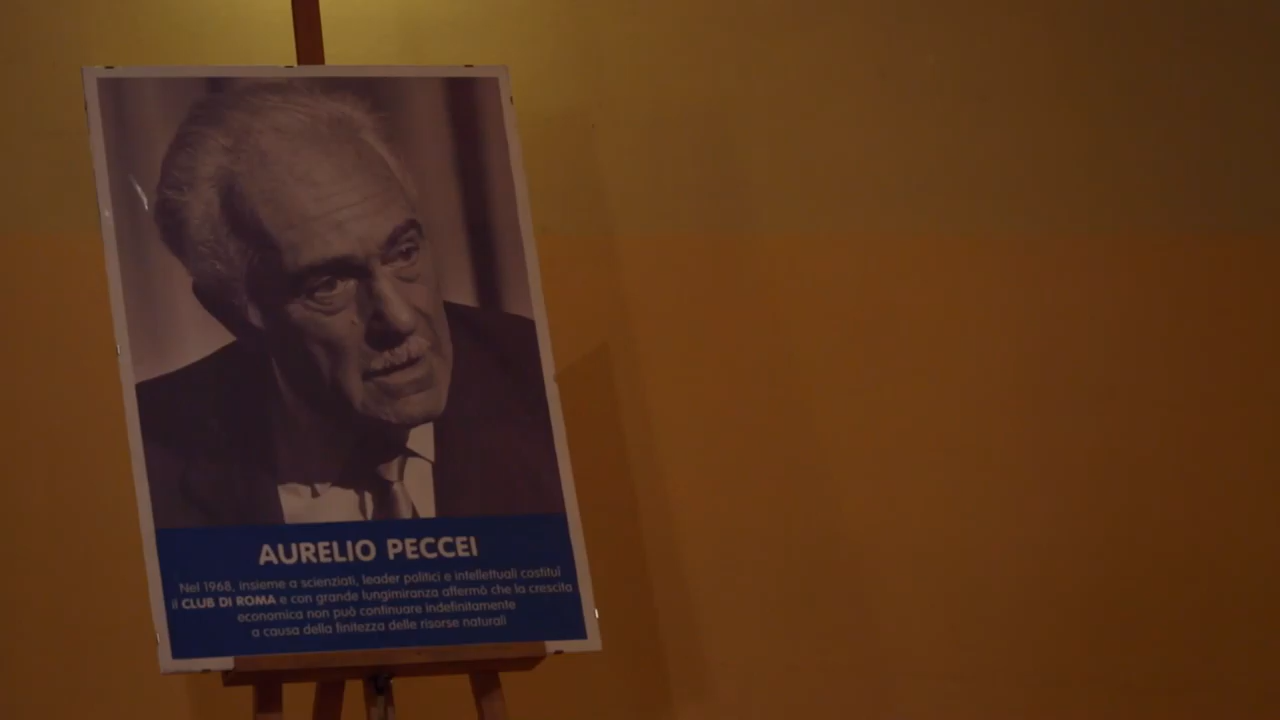 AURELIO PECCEI
Nel 1968, insieme a scienziati, leader politici e intellettuali costituì
il CLUB DI ROMA e con grande lungimiranza affermò che la crescita
economica non può continuare indefinitamente
a causa della finitezza delle risorse naturali